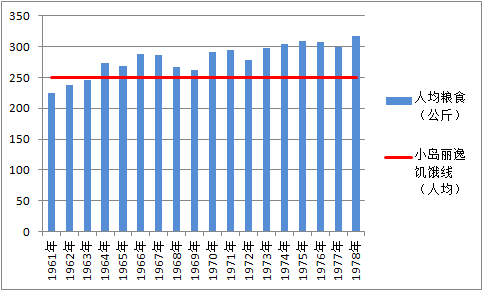 350
300
250
200
150
100
50
0
1961年
1962年
1963年
1964年
1965年
1966年
1967年
1968年
1969年
1970年
1971年
1972年
1973年
1974年
1975年
1976年
1977年
1978年
人均粮食
（公斤）
小岛丽逸
饥饿线
（人均）